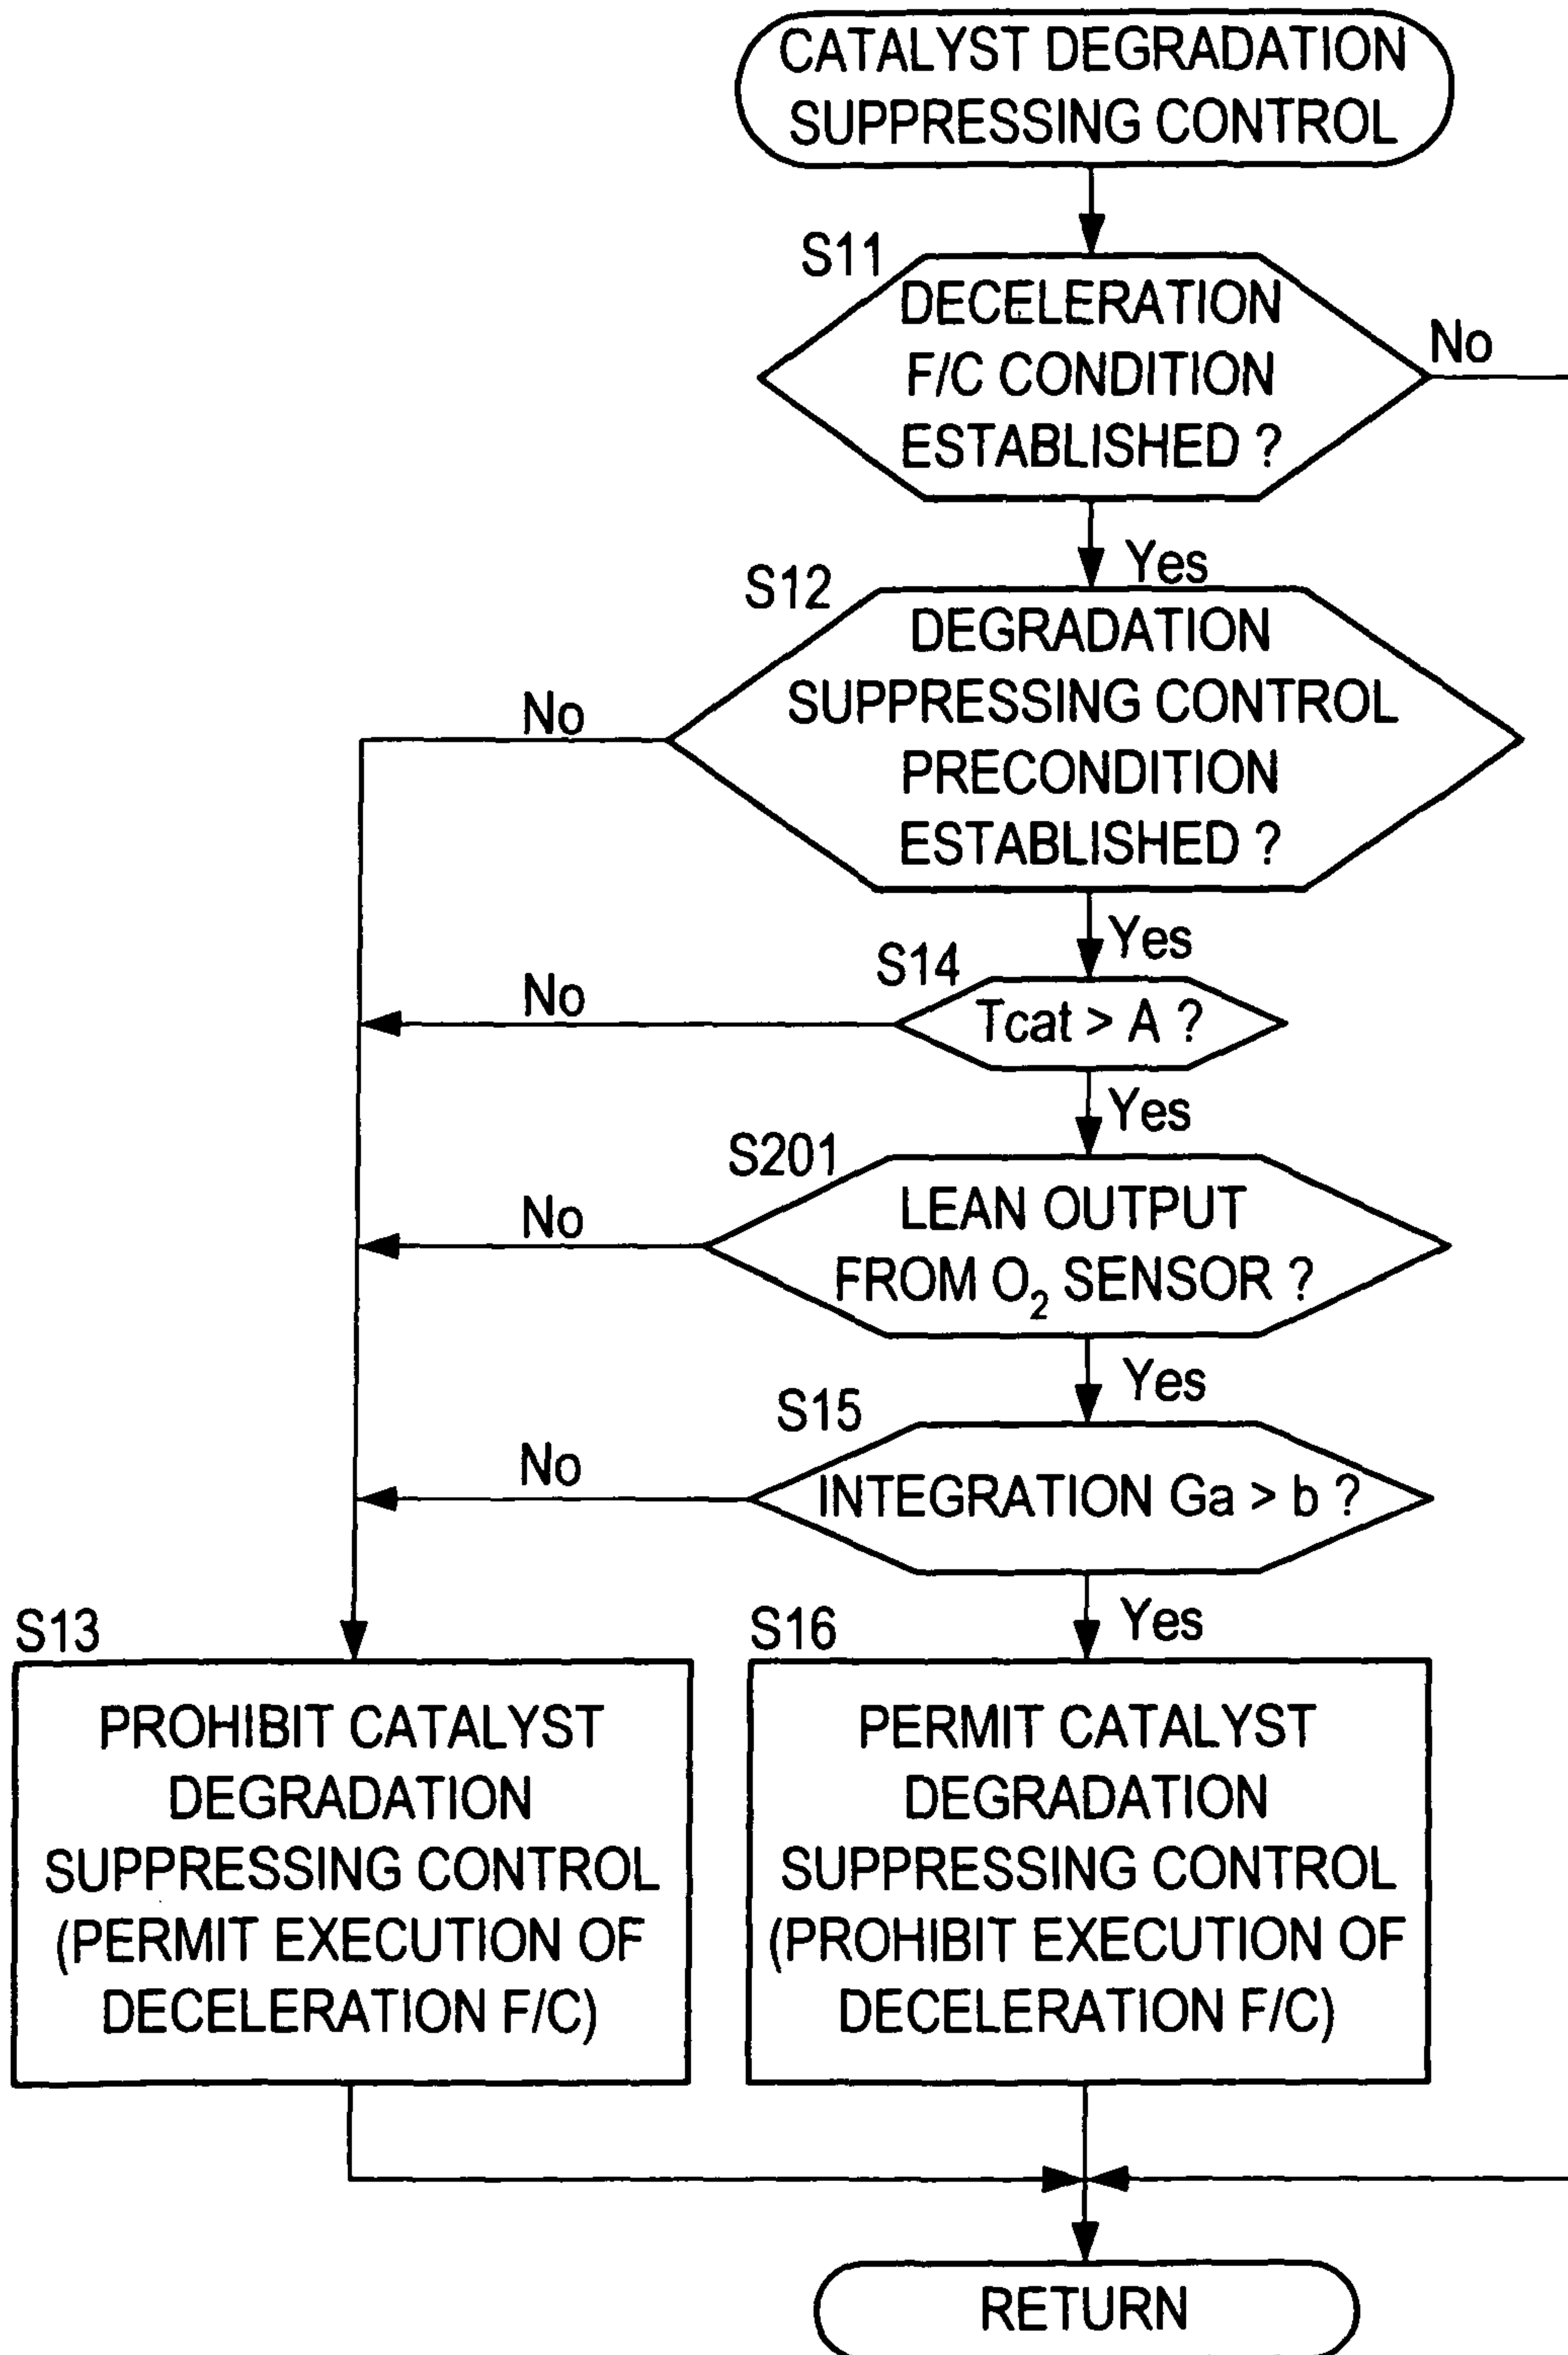 CATALYST DEGRADATION
SUPPRESSING CONTROL
S11
DECELERATION
F/C CONDITION
ESTABLISHED ?
No
Yes
S12
DEGRADATION
SUPPRESSING CONTROL
PRECONDITION
ESTABLISHED ?
No
Yes
S14
Tcat > A ?
No
Yes
S201
LEAN OUTPUT
FROM O₂ SENSOR ?
No
Yes
S15
INTEGRATION Ga > b ?
No
Yes
S13
PROHIBIT CATALYST
DEGRADATION
SUPPRESSING CONTROL
(PERMIT EXECUTION OF
DECELERATION F/C)
S16
PERMIT CATALYST
DEGRADATION
SUPPRESSING CONTROL
(PROHIBIT EXECUTION OF
DECELERATION F/C)
RETURN